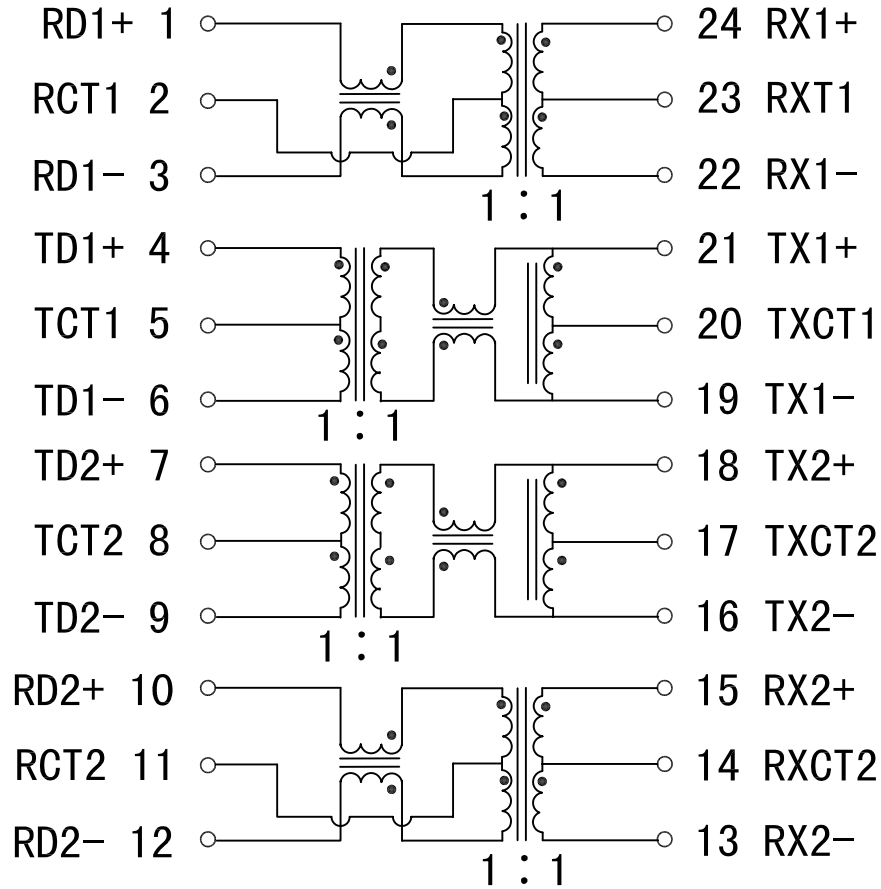 RD1+ 1 24 RX1+
RCT1 2 23 RXT1
RD1- 3 22 RX1-
1 : 1
TD1+ 4 21 TX1+
TCT1 5 20 TXCT1
TD1- 6 19 TX1-
1 : 1
TD2+ 7 18 TX2+
TCT2 8 17 TXCT2
TD2- 9 16 TX2-
1 : 1
RD2+ 10 15 RX2+
RCT2 11 14 RXCT2
RD2- 12 13 RX2-
1 : 1